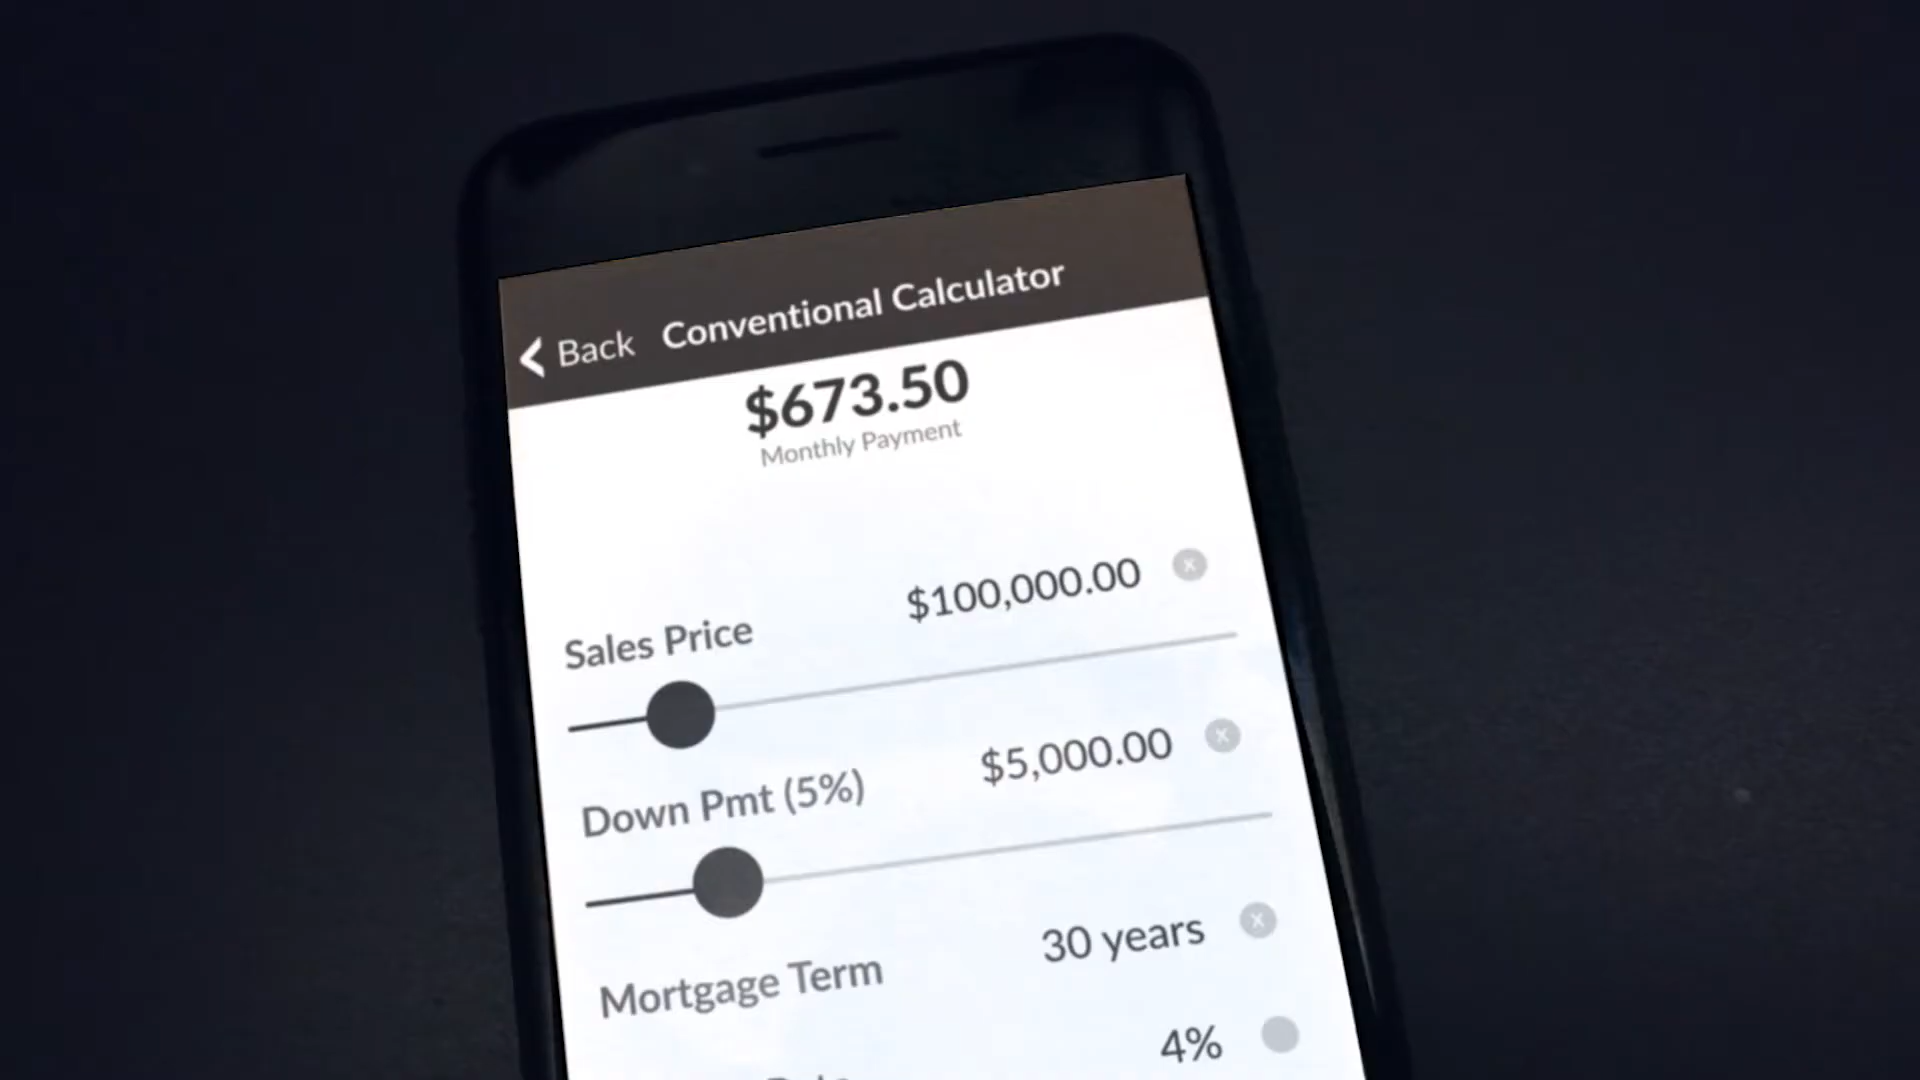 Back Conventional Calculator
$673.50
Monthly Payment
Sales Price $100,000.00
Down Pmt (5%) $5,000.00
Mortgage Term 30 years
4%